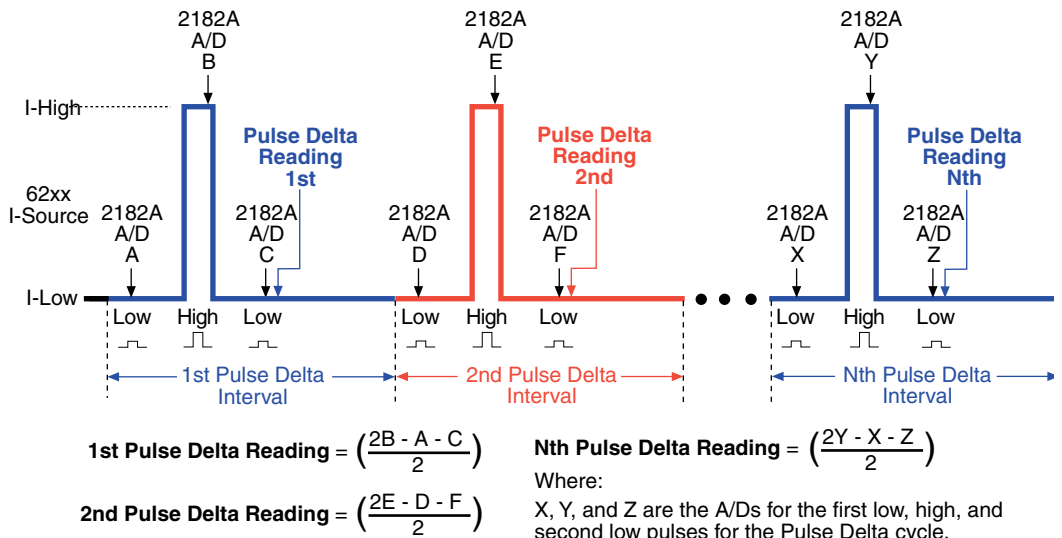 2182A
A/D
B
2182A
A/D
E
2182A
A/D
Y
I-High
Pulse Delta
Reading
1st
Pulse Delta
Reading
2nd
Pulse Delta
Reading
Nth
62xx
I-Source
2182A
A/D
A
2182A
A/D
C
2182A
A/D
D
2182A
A/D
F
2182A
A/D
X
2182A
A/D
Z
I-Low
Low High Low
Low High Low
Low High Low
1st Pulse Delta
Interval
2nd Pulse Delta
Interval
Nth Pulse Delta
Interval
1st Pulse Delta Reading = (2B - A - C / 2)
2nd Pulse Delta Reading = (2E - D - F / 2)
Nth Pulse Delta Reading = (2Y - X - Z / 2)
Where:
X, Y, and Z are the A/Ds for the first low, high, and
second low pulses for the Pulse Delta cycle.